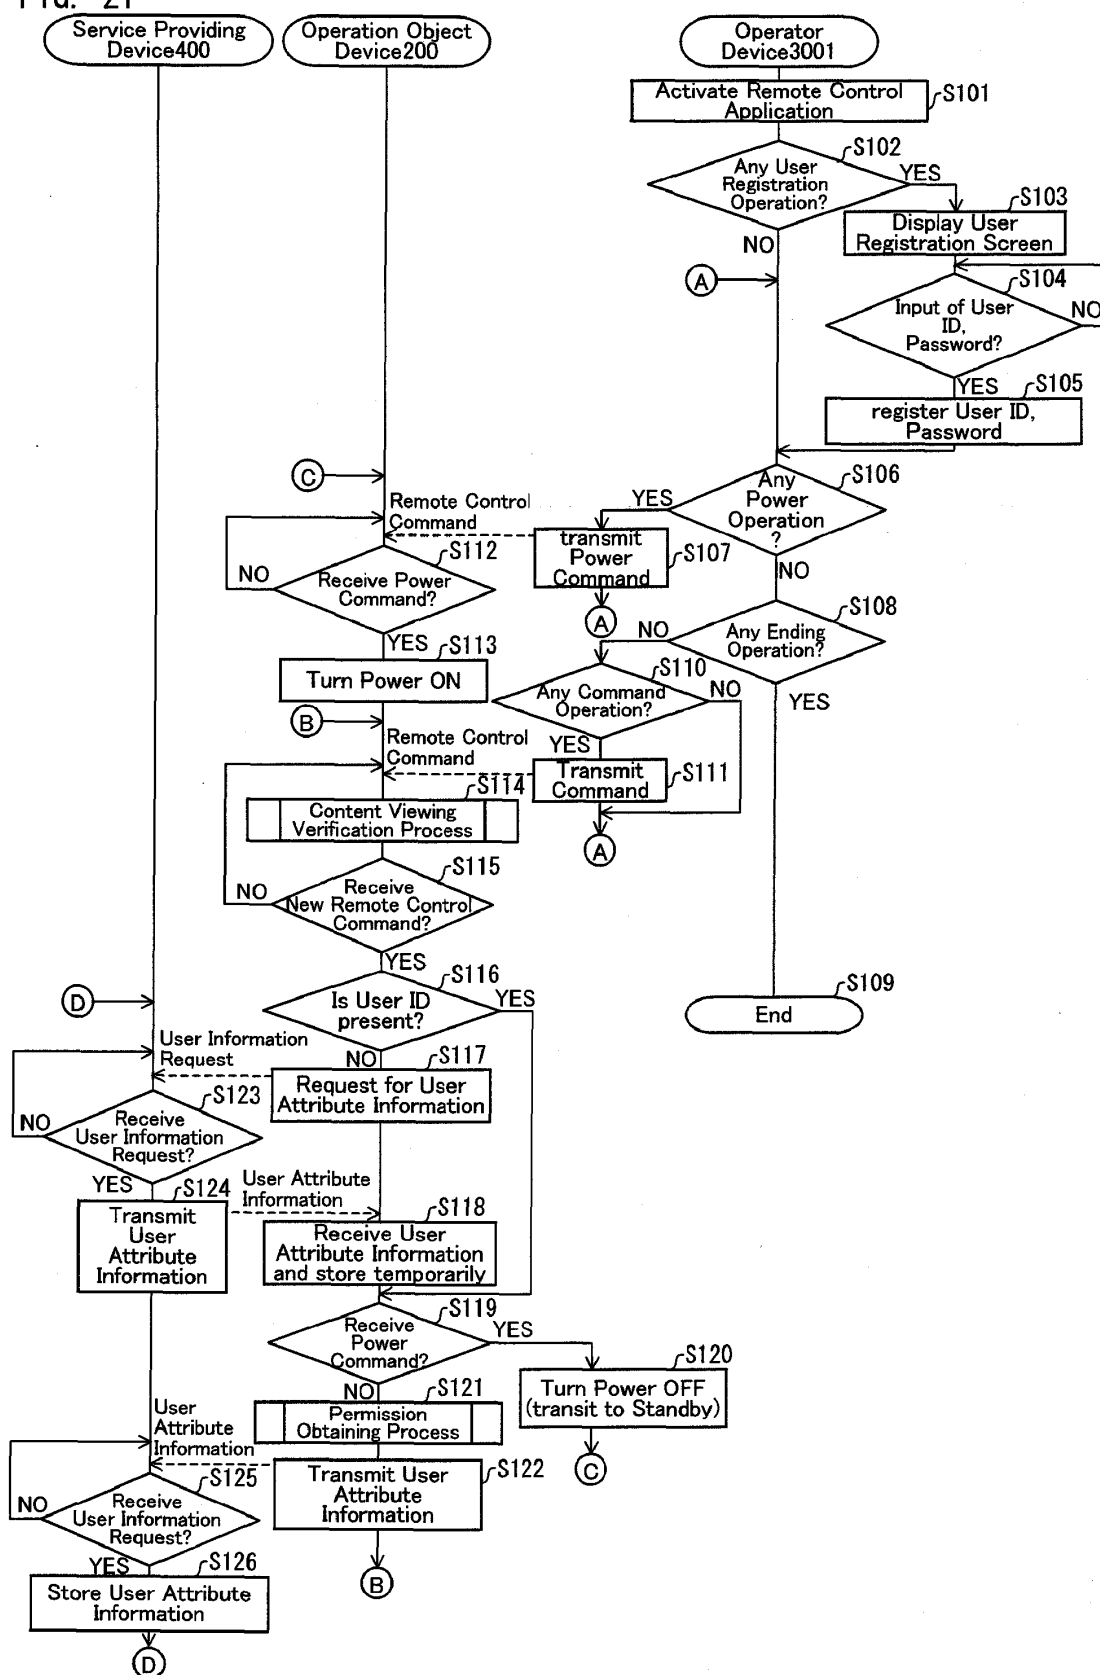 Fig. 21
Service Providing
Device400
Operation Object
Device200
Operator
Device3001
Activate Remote Control
Application
S101
Any User
Registration
Operation?
S102
YES
NO
Display User
Registration Screen
S103
A
Input of User
ID,
Password?
S104
NO
YES
register User ID,
Password
S105
C
Any
Power
Operation
?
S106
YES
NO
Remote Control
Command
transmit
Power
Command
S107
A
Receive Power
Command?
S112
NO
YES
Any Ending
Operation?
S108
NO
YES
Turn Power ON
S113
Any Command
Operation?
S110
NO
YES
B
Remote Control
Command
Transmit
Command
S111
A
Content Viewing
Verification Process
S114
Receive
New Remote Control
Command?
S115
NO
YES
Is User ID
present?
S116
YES
NO
End
S109
D
User Information
Request
Request for User
Attribute Information
S117
Receive
User Information
Request?
S123
NO
YES
Transmit
User
Attribute
Information
S124
User Attribute
Information
Receive User
Attribute Information
and store temporarily
S118
Receive
Power
Command?
S119
YES
NO
Turn Power OFF
(transit to Standby)
S120
C
Permission
Obtaining Process
S121
User
Attribute
Information
Transmit User
Attribute
Information
S122
B
Receive
User Information
Request?
S125
NO
YES
Store User Attribute
Information
S126
D